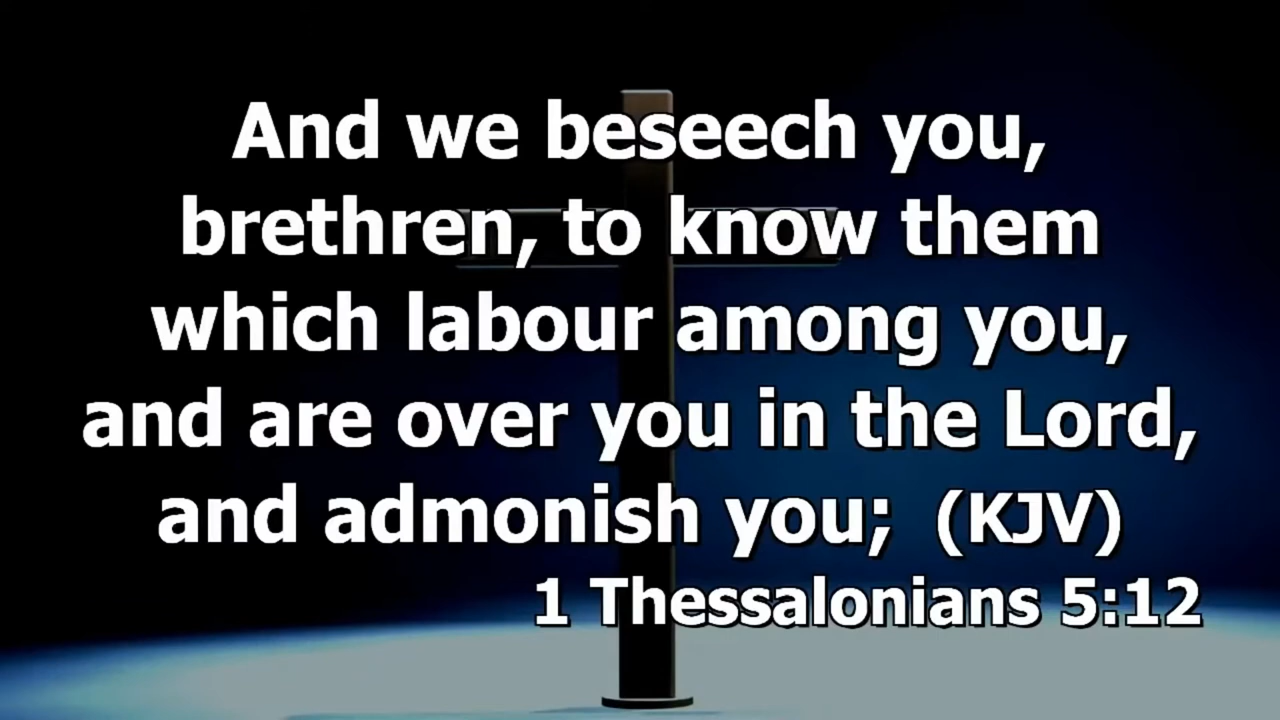 And we beseech you,
brethren, to know them
which labour among you,
and are over you in the Lord,
and admonish you; (KJV)
1 Thessalonians 5:12